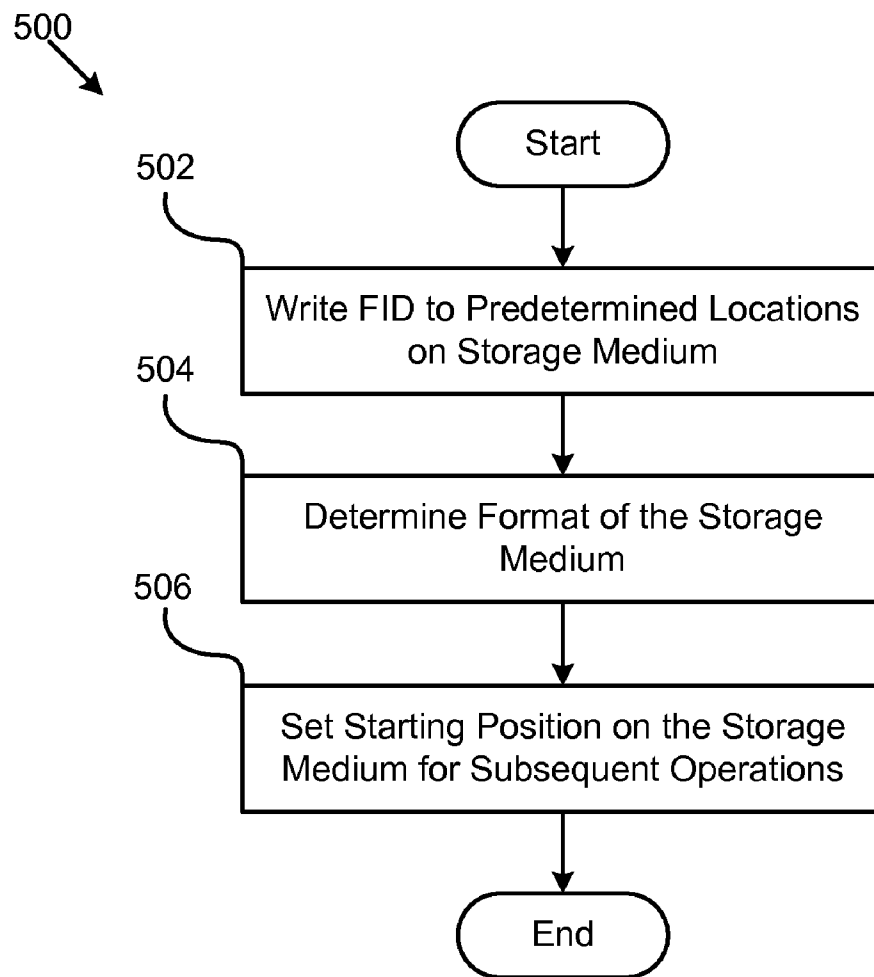 500
Start
502
Write FID to Predetermined Locations
on Storage Medium
504
Determine Format of the Storage
Medium
506
Set Starting Position on the Storage
Medium for Subsequent Operations
End